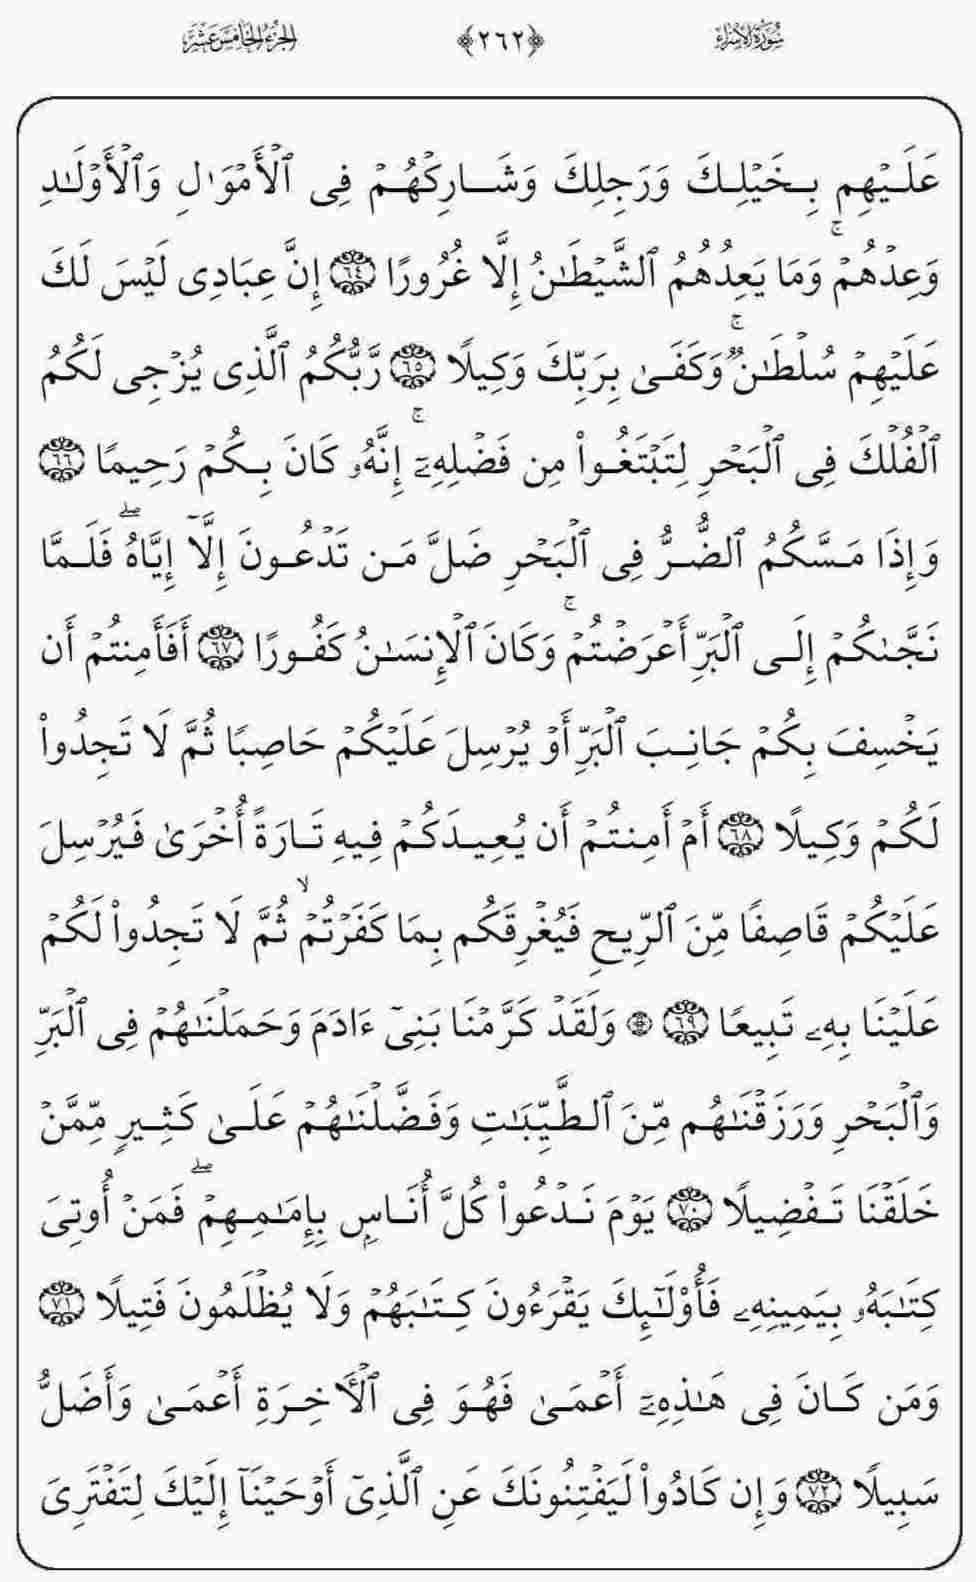 سُورَةُ الإِسْرَاء ﴿٢٦٢﴾ الجُزْءُ الخَامِسَ عَشَرَ
عَلَيۡهِم بِخَيۡلِكَ وَرَجِلِكَ وَشَارِكۡهُمۡ فِى ٱلۡأَمۡوَٰلِ وَٱلۡأَوۡلَٰدِ
وَعِدۡهُمۡۚ وَمَا يَعِدُهُمُ ٱلشَّيۡطَٰنُ إِلَّا غُرُورًا ٦٤ إِنَّ عِبَادِى لَيۡسَ لَكَ
عَلَيۡهِمۡ سُلۡطَٰنٌۚ وَكَفَىٰ بِرَبِّكَ وَكِيلًا ٦٥ رَّبُّكُمُ ٱلَّذِى يُزۡجِى لَكُمُ
ٱلۡفُلۡكَ فِى ٱلۡبَحۡرِ لِتَبۡتَغُوا۟ مِن فَضۡلِهِۦٓۚ إِنَّهُۥ كَانَ بِكُمۡ رَحِيمًا ٦٦
وَإِذَا مَسَّكُمُ ٱلضُّرُّ فِى ٱلۡبَحۡرِ ضَلَّ مَن تَدۡعُونَ إِلَّآ إِيَّاهُۖ فَلَمَّا
نَجَّىٰكُمۡ إِلَى ٱلۡبَرِّ أَعۡرَضۡتُمۡۚ وَكَانَ ٱلۡإِنسَٰنُ كَفُورًا ٦٧ أَفَأَمِنتُمۡ أَن
يَخۡسِفَ بِكُمۡ جَانِبَ ٱلۡبَرِّ أَوۡ يُرۡسِلَ عَلَيۡكُمۡ حَاصِبًا ثُمَّ لَا تَجِدُوا۟
لَكُمۡ وَكِيلًا ٦٨ أَمۡ أَمِنتُمۡ أَن يُعِيدَكُمۡ فِيهِ تَارَةً أُخۡرَىٰ فَيُرۡسِلَ
عَلَيۡكُمۡ قَاصِفًا مِّنَ ٱلرِّيحِ فَيُغۡرِقَكُم بِمَا كَفَرۡتُمۡۙ ثُمَّ لَا تَجِدُوا۟ لَكُمۡ
عَلَيۡنَا بِهِۦ تَبِيعًا ٦٩ ۞ وَلَقَدۡ كَرَّمۡنَا بَنِىٓ ءَادَمَ وَحَمَلۡنَٰهُمۡ فِى ٱلۡبَرِّ
وَٱلۡبَحۡرِ وَرَزَقۡنَٰهُم مِّنَ ٱلطَّيِّبَٰتِ وَفَضَّلۡنَٰهُمۡ عَلَىٰ كَثِيرٍ مِّمَّنۡ
خَلَقۡنَا تَفۡضِيلًا ٧٠ يَوۡمَ نَدۡعُوا۟ كُلَّ أُنَاسٍۭ بِإِمَٰمِهِمۡۖ فَمَنۡ أُوتِىَ
كِتَٰبَهُۥ بِيَمِينِهِۦ فَأُو۟لَٰٓئِكَ يَقۡرَءُونَ كِتَٰبَهُمۡ وَلَا يُظۡلَمُونَ فَتِيلًا ٧١
وَمَن كَانَ فِى هَٰذِهِۦٓ أَعۡمَىٰ فَهُوَ فِى ٱلۡأَخِرَةِ أَعۡمَىٰ وَأَضَلُّ
سَبِيلًا ٧٢ وَإِن كَادُوا۟ لَيَفۡتِنُونَكَ عَنِ ٱلَّذِىٓ أَوۡحَيۡنَآ إِلَيۡكَ لِتَفۡتَرِىَ